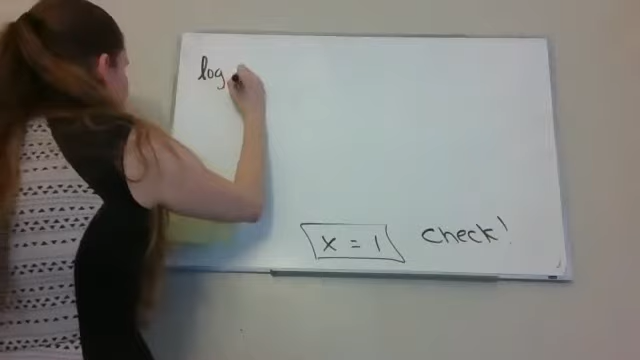 log
x = 1 check!